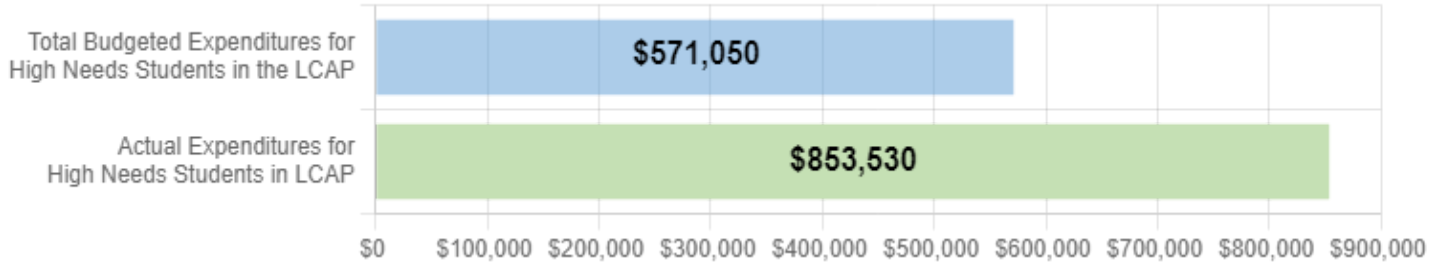 Total Budgeted Expenditures for
High Needs Students in the LCAP
$571,050
Actual Expenditures for
High Needs Students in LCAP
$853,530
$0 $100,000 $200,000 $300,000 $400,000 $500,000 $600,000 $700,000 $800,000 $900,000